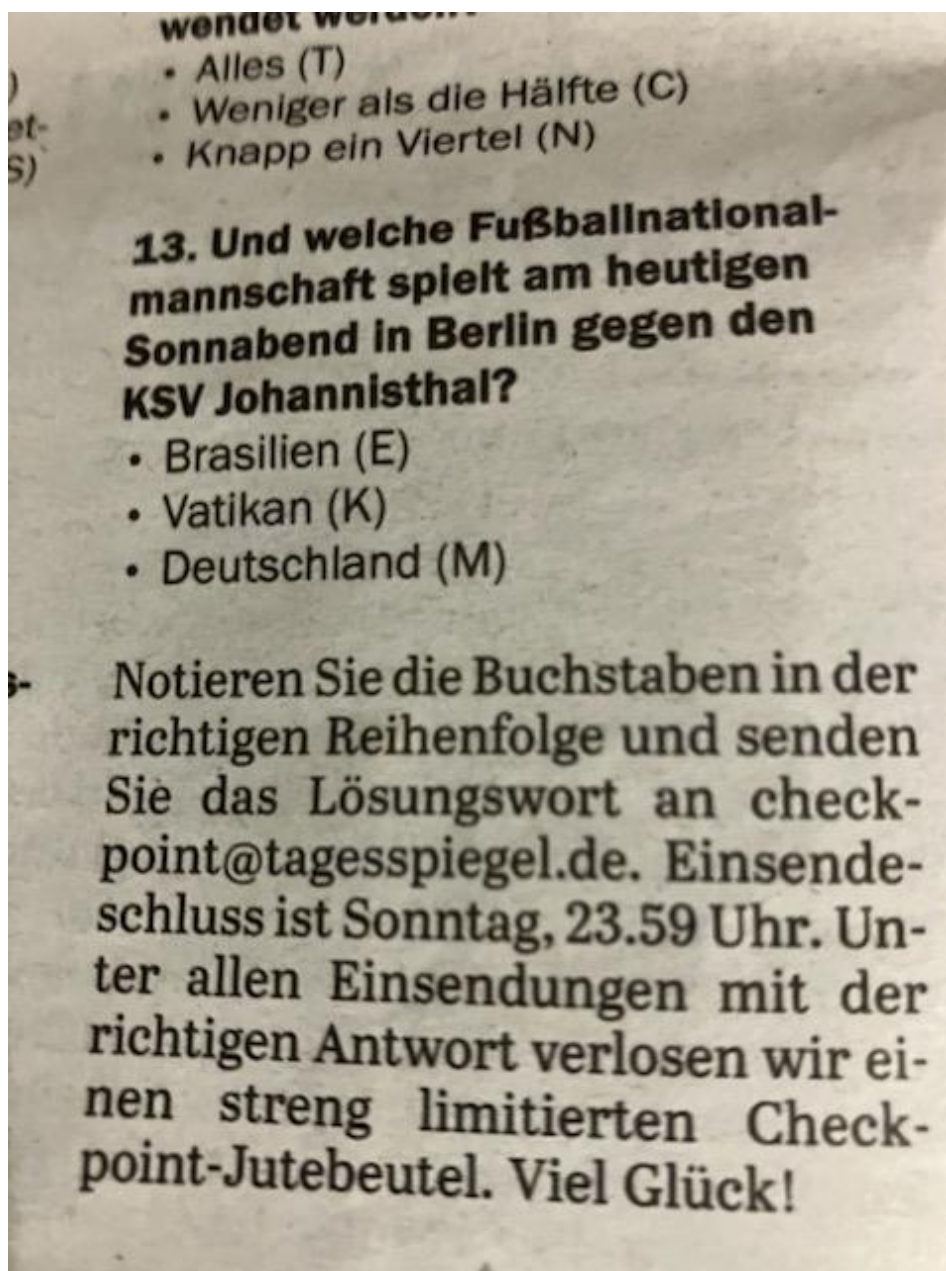 wendet werden?
• Alles (T)
• Weniger als die Hälfte (C)
• Knapp ein Viertel (N)
)
et-
S)
13. Und welche Fußballnational-
mannschaft spielt am heutigen
Sonnabend in Berlin gegen den
KSV Johannisthal?
• Brasilien (E)
• Vatikan (K)
• Deutschland (M)
s-
Notieren Sie die Buchstaben in der
richtigen Reihenfolge und senden
Sie das Lösungswort an check-
point@tagesspiegel.de. Einsende-
schluss ist Sonntag, 23.59 Uhr. Un-
ter allen Einsendungen mit der
richtigen Antwort verlosen wir ei-
nen streng limitierten Check-
point-Jutebeutel. Viel Glück!